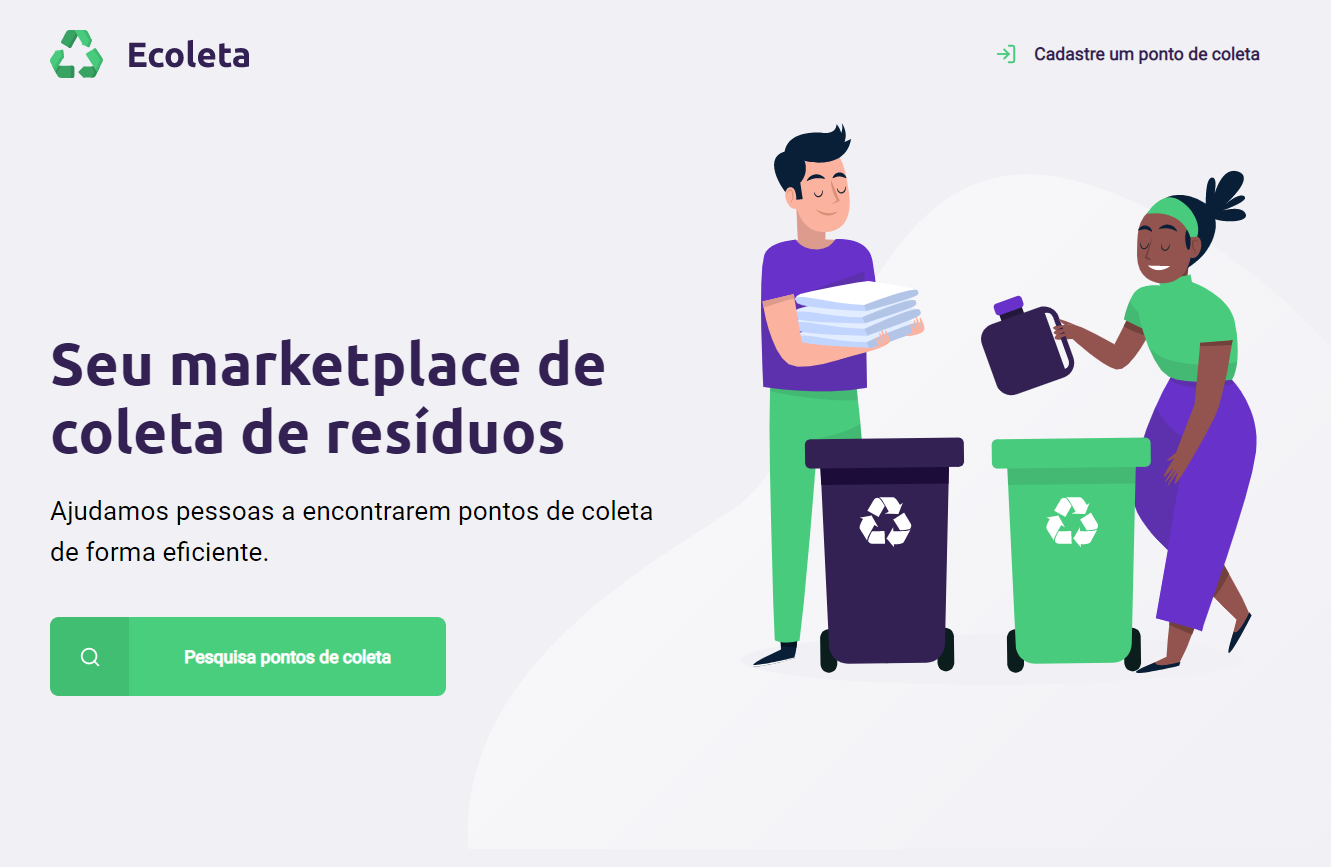 Ecoleta
Cadastre um ponto de coleta
Seu marketplace de
coleta de resíduos
Ajudamos pessoas a encontrarem pontos de coleta
de forma eficiente.
Pesquisa pontos de coleta